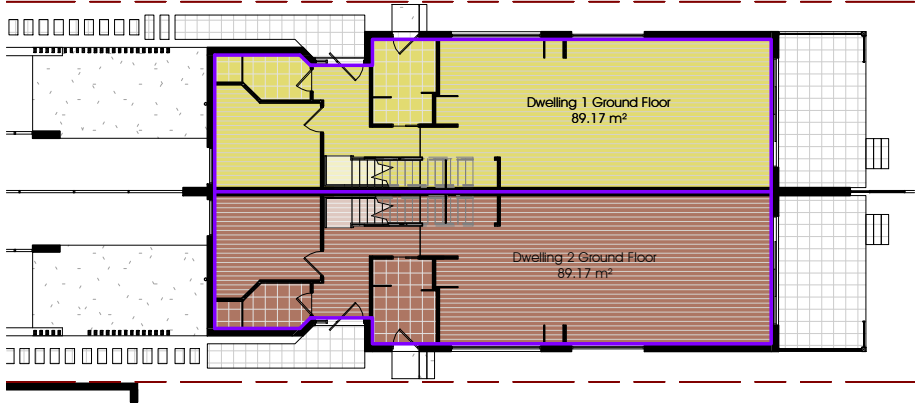 Dwelling 1 Ground Floor
89.17 m²
Dwelling 2 Ground Floor
89.17 m²